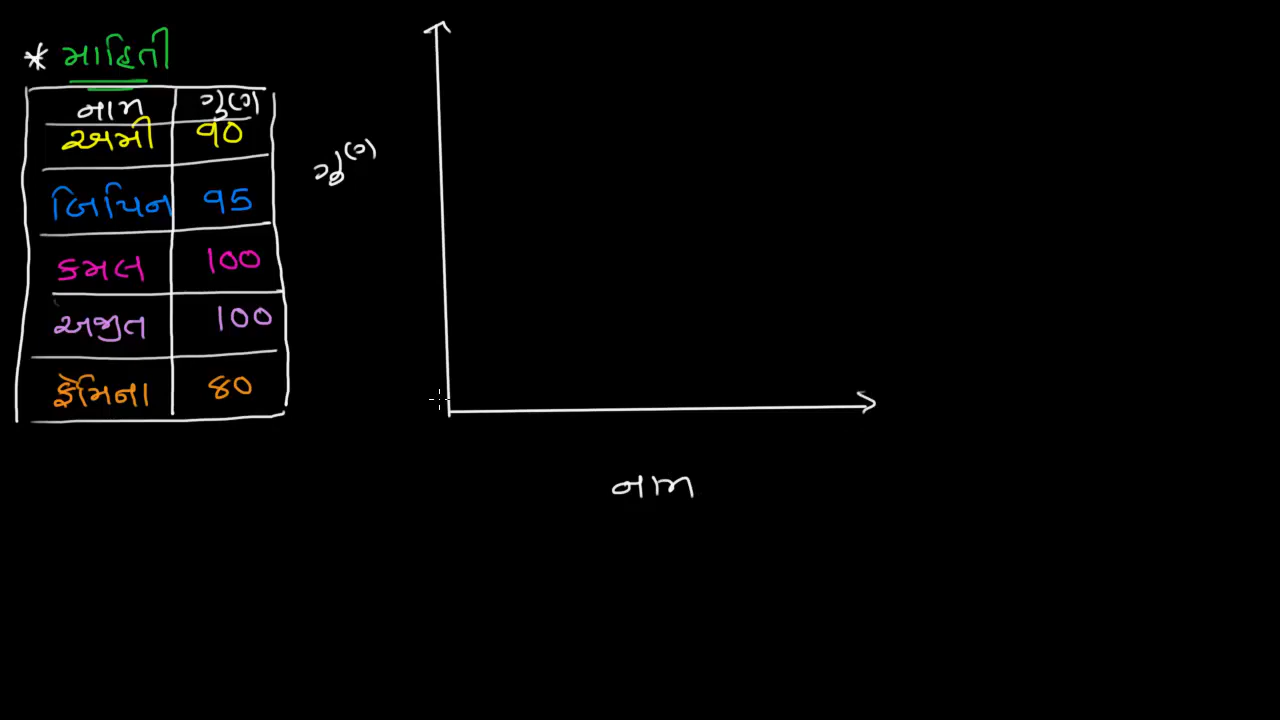 * માહિતી
નામ ગુણ
અમી 90
બિપિન 95
કમલ 100
અજીત 100
ફેમિના 80
ગુણ
નામ